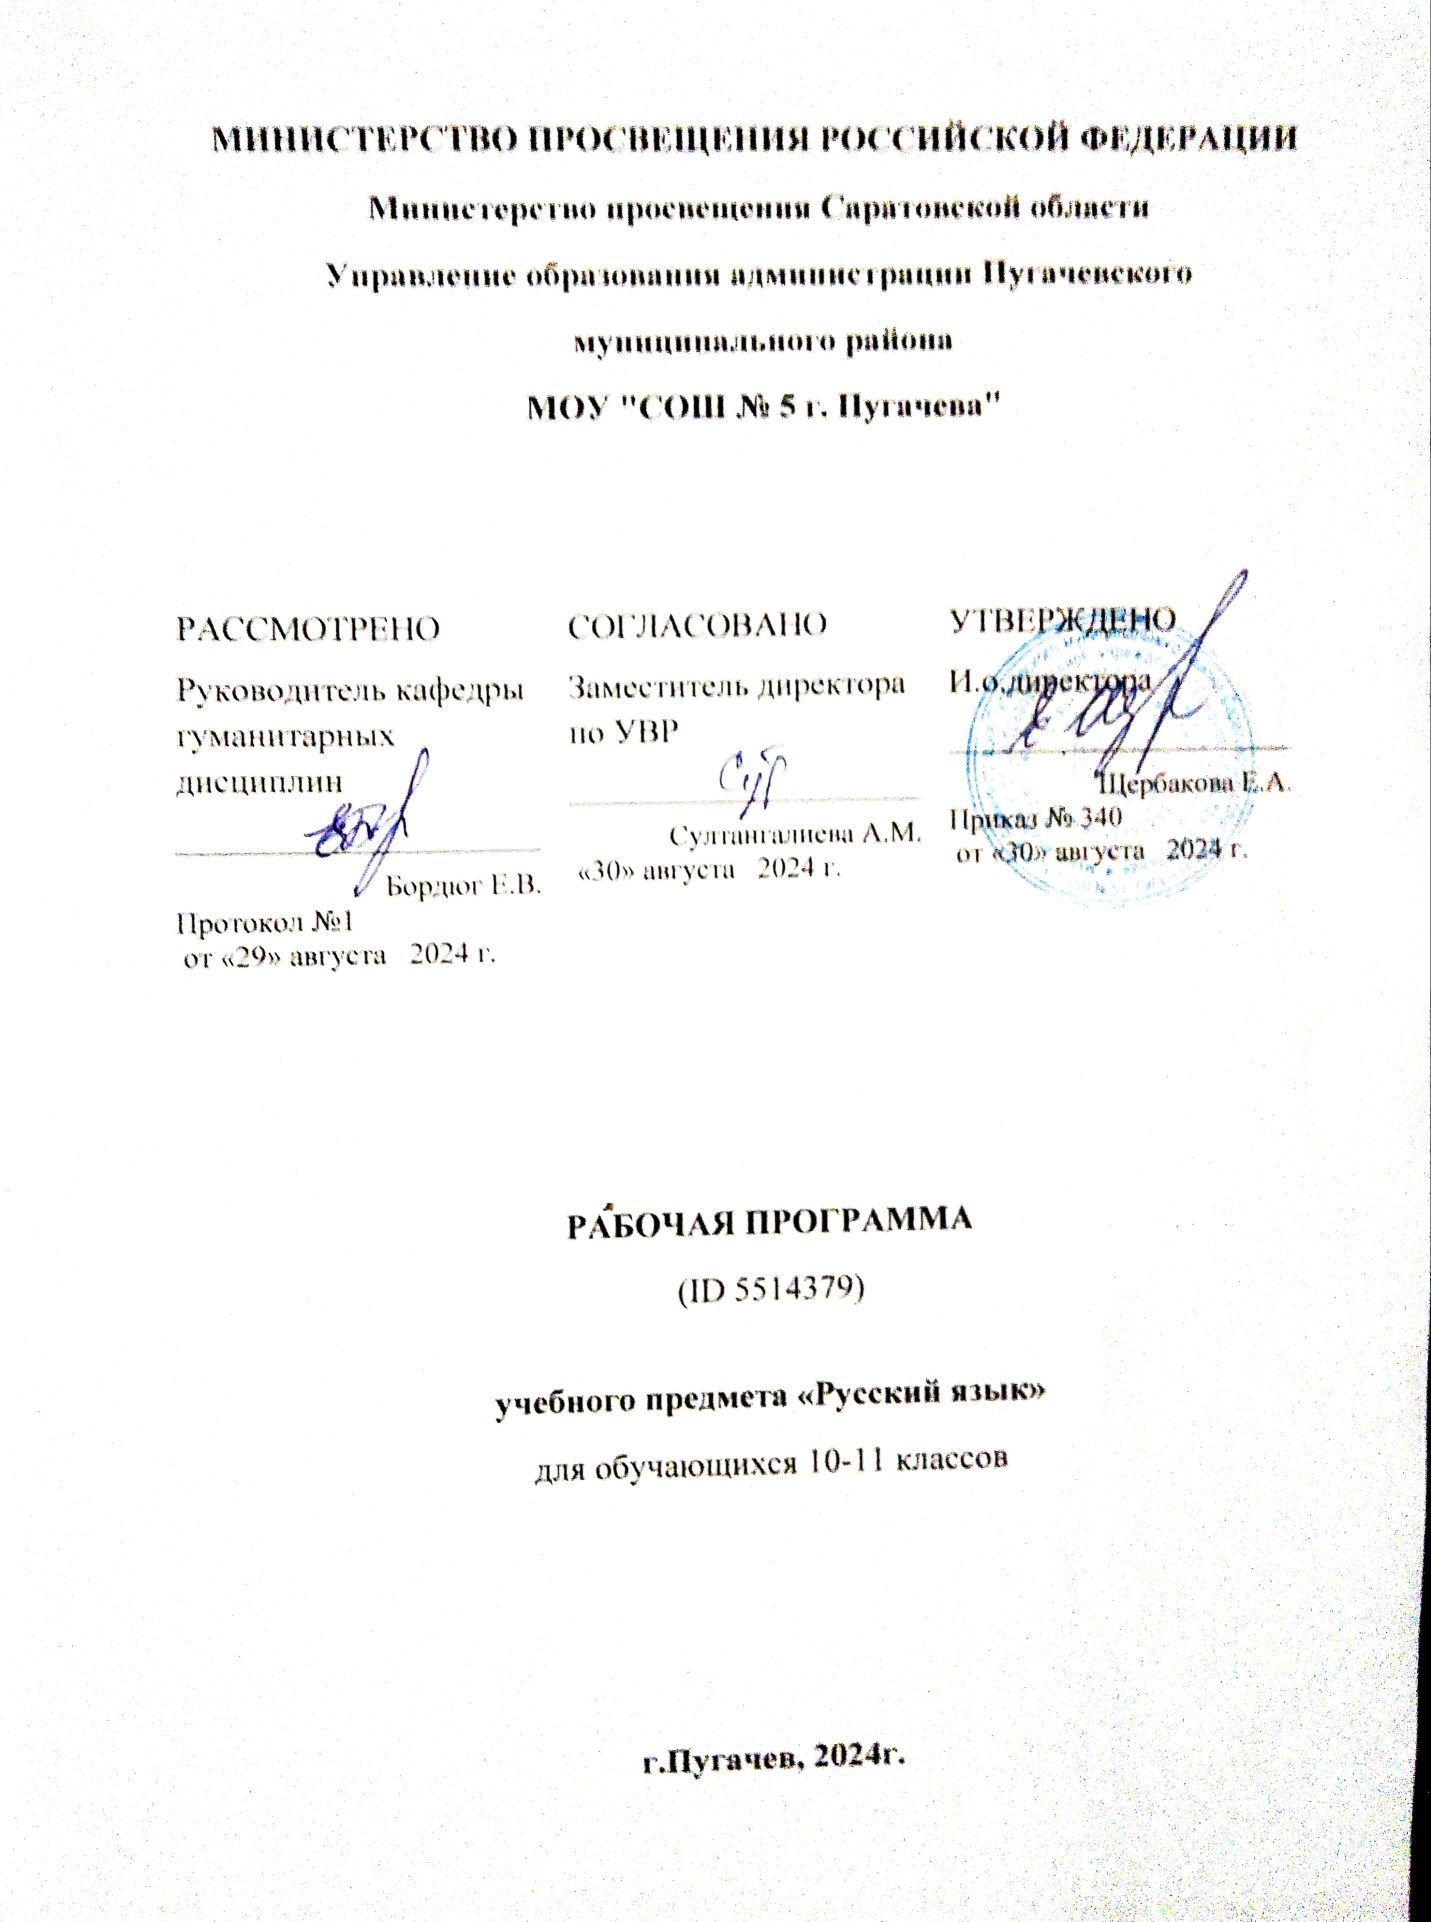 МИНИСТЕРСТВО ПРОСВЕЩЕНИЯ РОССИЙСКОЙ ФЕДЕРАЦИИ
Министерство просвещения Саратовской области
Управление образования администрации Пугачевского
муниципального района
МОУ "СОШ № 5 г. Пугачева"
РАССМОТРЕНО
Руководитель кафедры
гуманитарных
дисциплин
Бордюг Е.В.
Протокол №1
от «29» августа 2024 г.
СОГЛАСОВАНО
Заместитель директора
по УВР
Султангалиева А.М.
«30» августа 2024 г.
УТВЕРЖДЕНО
И.о.директора
Щербакова Е.А.
Приказ № 340
от «30» августа 2024 г.
РАБОЧАЯ ПРОГРАММА
(ID 5514379)
учебного предмета «Русский язык»
для обучающихся 10-11 классов
г.Пугачев, 2024г.